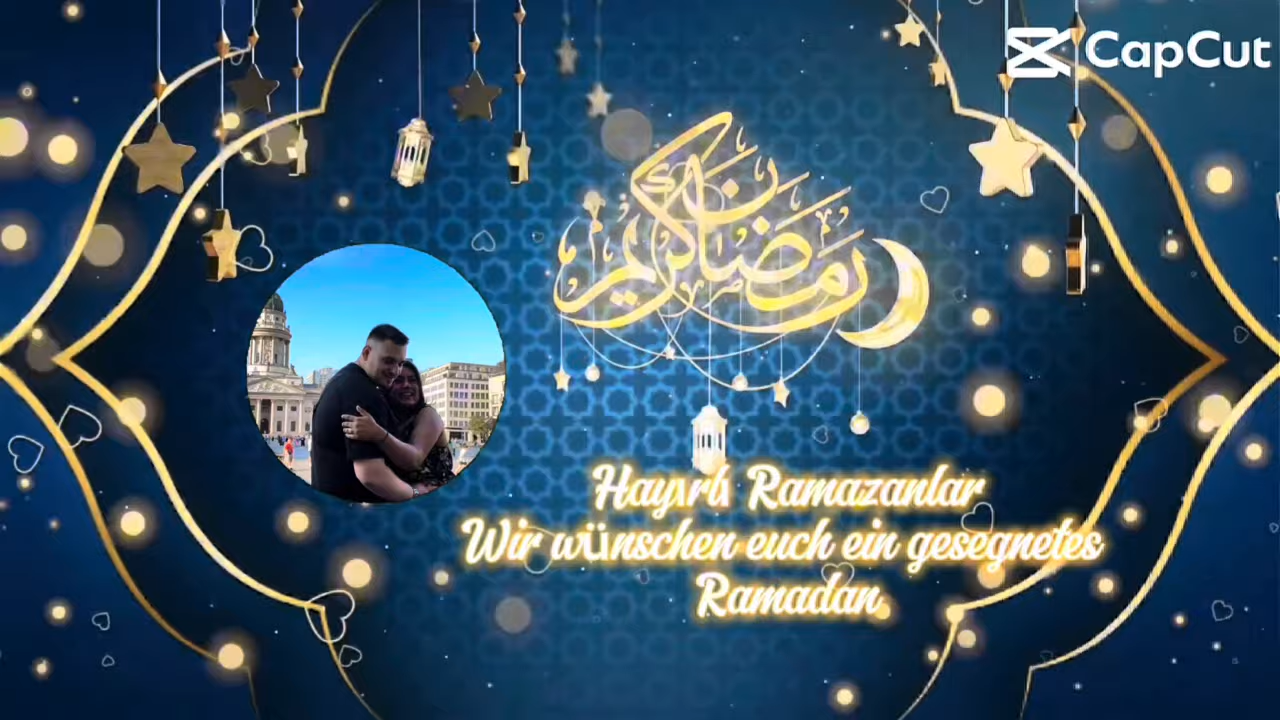 CapCut
رمضان كريم
Hayırlı Ramazanlar
Wir wünschen euch ein gesegnetes
Ramadan